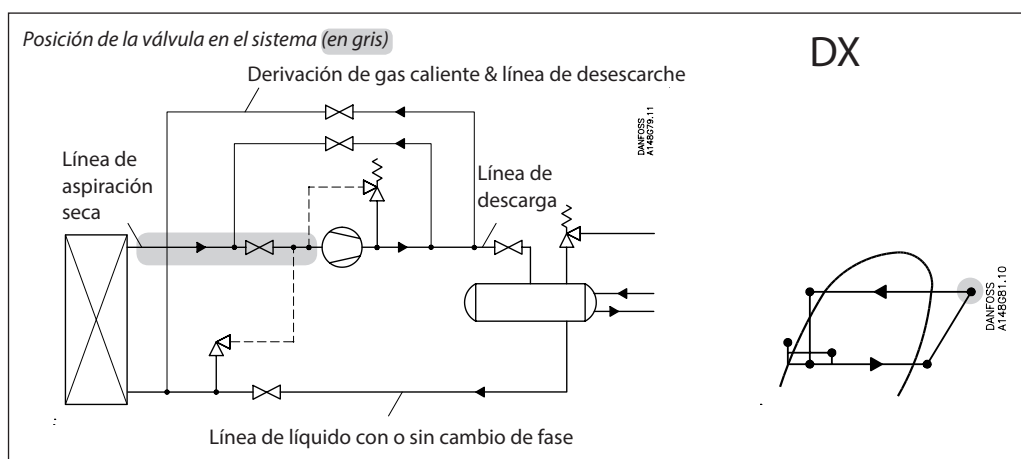 Posición de la válvula en el sistema (en gris)
DX
Derivación de gas caliente & línea de desescarche
DANFOSS
A148G79.11
Línea de
aspiración
seca
Línea de
descarga
DANFOSS
A148G81.10
Línea de líquido con o sin cambio de fase